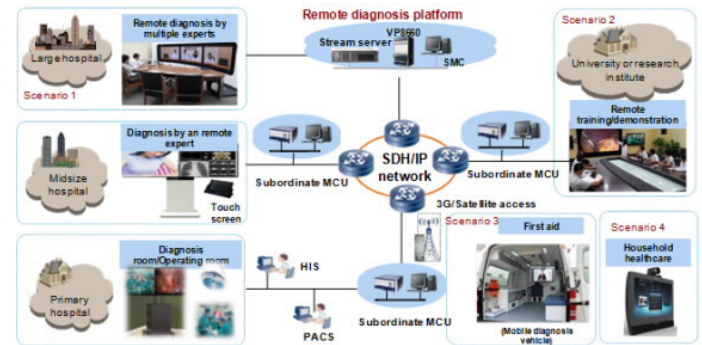 Remote diagnosis platform
Remote diagnosis by
multiple experts
Large hospital
Scenario 1
Stream server
VP8660
SMC
Scenario 2
University or research
institute
Remote
training/demonstration
Diagnosis by an remote
expert
Midsize
hospital
Touch
screen
Subordinate MCU
SDH/IP
network
Subordinate MCU
3G/Satellite access
Scenario 3
First aid
(Mobile diagnosis
vehicle)
Scenario 4
Household
healthcare
Diagnosis
room/Operating room
Primary
hospital
HIS
PACS
Subordinate MCU